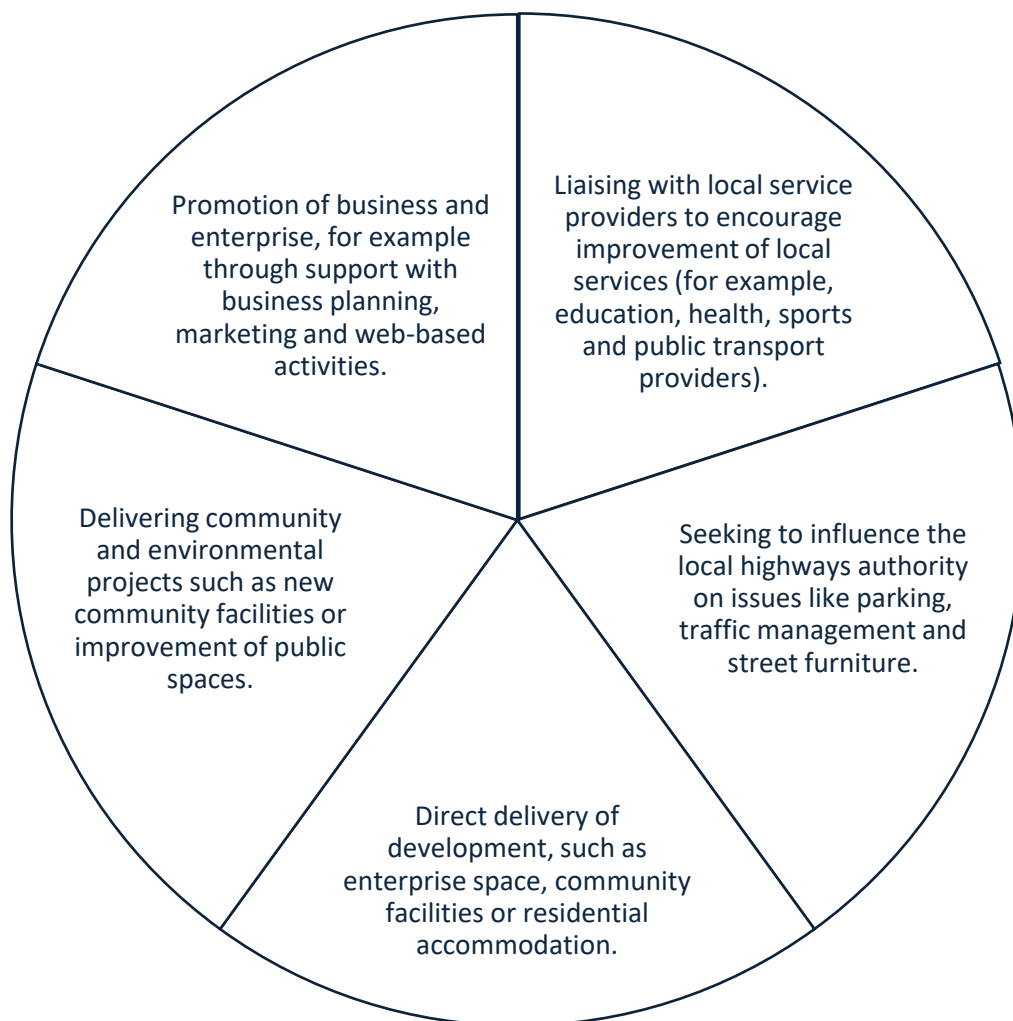 Promotion of business and
enterprise, for example
through support with
business planning,
marketing and web-based
activities.
Liaising with local service
providers to encourage
improvement of local
services (for example,
education, health, sports
and public transport
providers).
Delivering community
and environmental
projects such as new
community facilities or
improvement of public
spaces.
Seeking to influence the
local highways authority
on issues like parking,
traffic management and
street furniture.
Direct delivery of
development, such as
enterprise space, community
facilities or residential
accommodation.